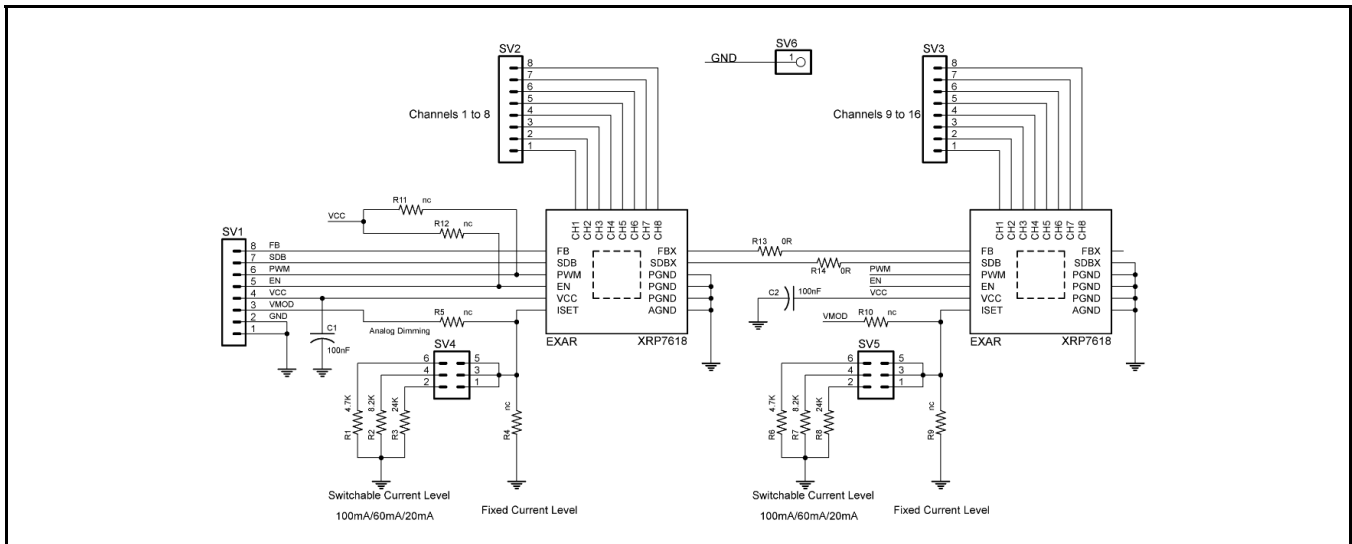 SV2
8
7
6
5
4
3
2
1
Channels 1 to 8
GND
SV6
1
SV3
8
7
6
5
4
3
2
1
Channels 9 to 16
VCC
R11
nc
R12
nc
SV1
8
FB
7
SDB
6
PWM
5
EN
4
VCC
3
VMOD
2
GND
1
C1
100nF
Analog Dimming
R5
nc
CH1
CH2
CH3
CH4
CH5
CH6
CH7
CH8
FB
SDB
PWM
EN
VCC
ISET
FBX
SDBX
PGND
PGND
PGND
AGND
EXAR
XRP7618
SV4
6
4
2
5
3
1
4.7K
R1
8.2K
R2
24K
R3
nc
R4
Switchable Current Level
100mA/60mA/20mA
Fixed Current Level
R13
0R
R14
0R
PWM
EN
VCC
C2
100nF
VMOD
R10
nc
CH1
CH2
CH3
CH4
CH5
CH6
CH7
CH8
FB
SDB
PWM
EN
VCC
ISET
FBX
SDBX
PGND
PGND
PGND
AGND
EXAR
XRP7618
SV5
6
4
2
5
3
1
4.7K
R6
8.2K
R7
24K
R8
nc
R9
Switchable Current Level
100mA/60mA/20mA
Fixed Current Level